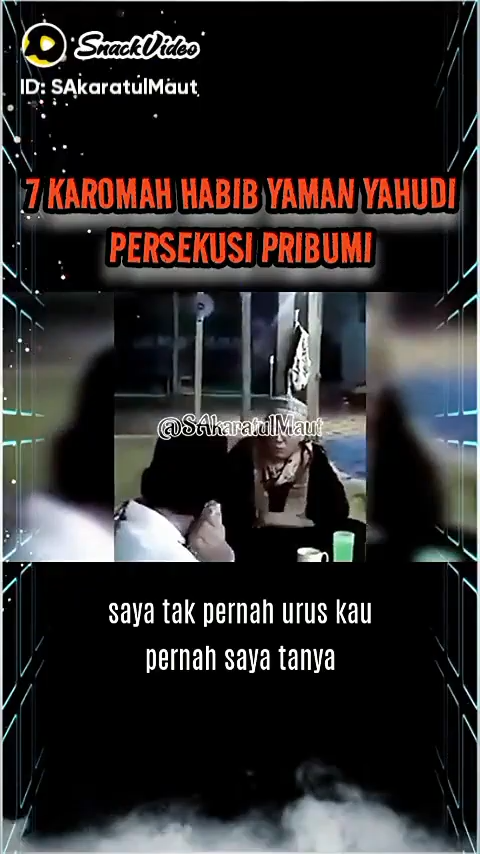 SnackVideo
ID: SAkaratulMaut
7 KAROMAH HABIB YAMAN YAHUDI
PERSEKUSI PRIBUMI
@SAkaratulMaut
saya tak pernah urus kau
pernah saya tanya